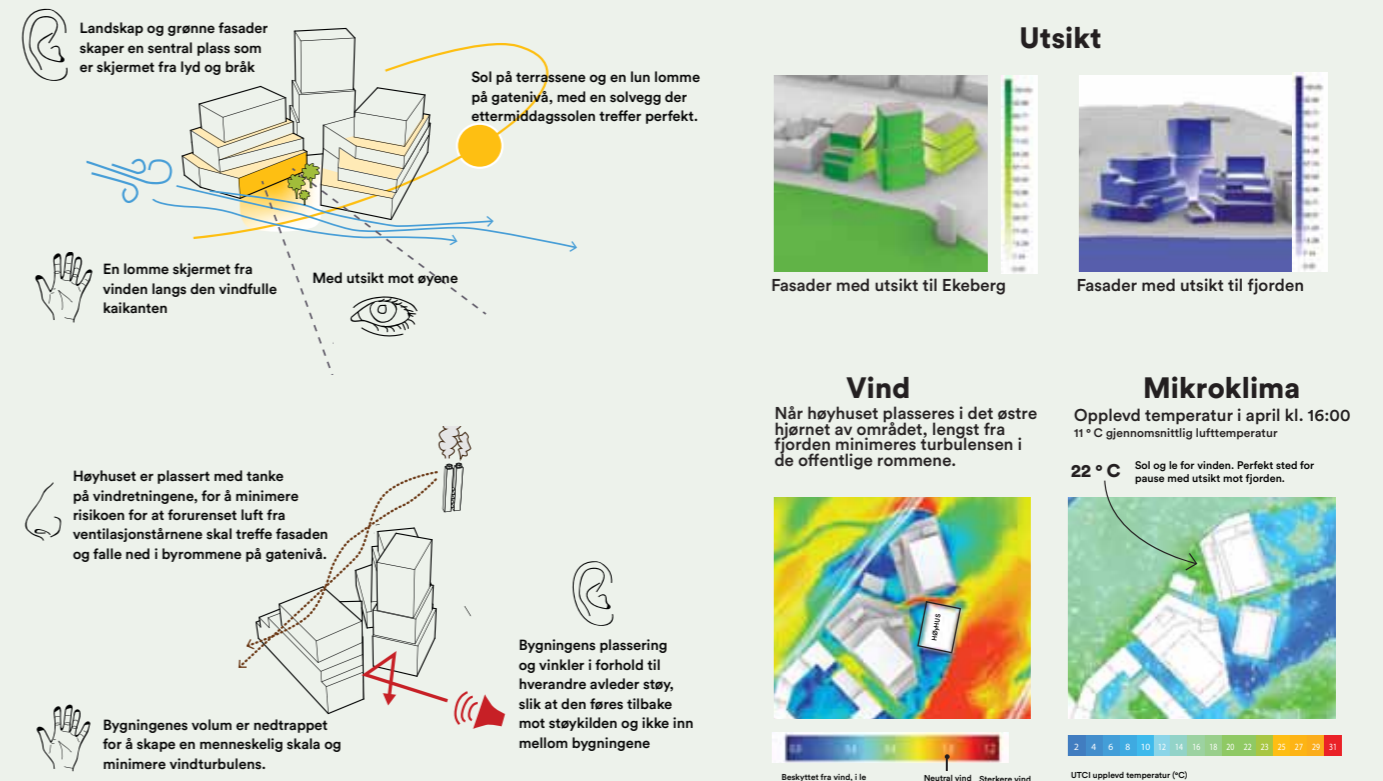 Landskap og grønne fasader
skaper en sentral plass som
er skjermet fra lyd og bråk
Sol på terrassene og en lun lomme
på gatenivå, med en solvegg der
ettermiddagssolen treffer perfekt.
En lomme skjermet fra
vinden langs den vindfulle
kaikanten
Med utsikt mot øyene
Utsikt
Fasader med utsikt til Ekeberg
Fasader med utsikt til fjorden
Høyhuset er plassert med tanke
på vindretningene, for å minimere
risikoen for at forurenset luft fra
ventilasjonstårnene skal treffe fasaden
og falle ned i byrommene på gatenivå.
Bygningens plassering
og vinkler i forhold til
hverandre avleder støy,
slik at den føres tilbake
mot støykilden og ikke inn
mellom bygningene
Bygningenes volum er nedtrappet
for å skape en menneskelig skala og
minimere vindturbulens.
Vind
Når høyhuset plasseres i det østre
hjørnet av området, lengst fra
fjorden minimeres turbulensen i
de offentlige rommene.
HØyHUS
Beskyttet fra vind, i le
Neutral vind
Sterkere vind
Mikroklima
Opplevd temperatur i april kl. 16:00
11 ° C gjennomsnittlig lufttemperatur
22 ° C
Sol og le for vinden. Perfekt sted for
pause med utsikt mot fjorden.
2 4 6 8 10 12 14 16 18 20 22 23 25 27 29 31
UTCI upplevd temperatur (°C)